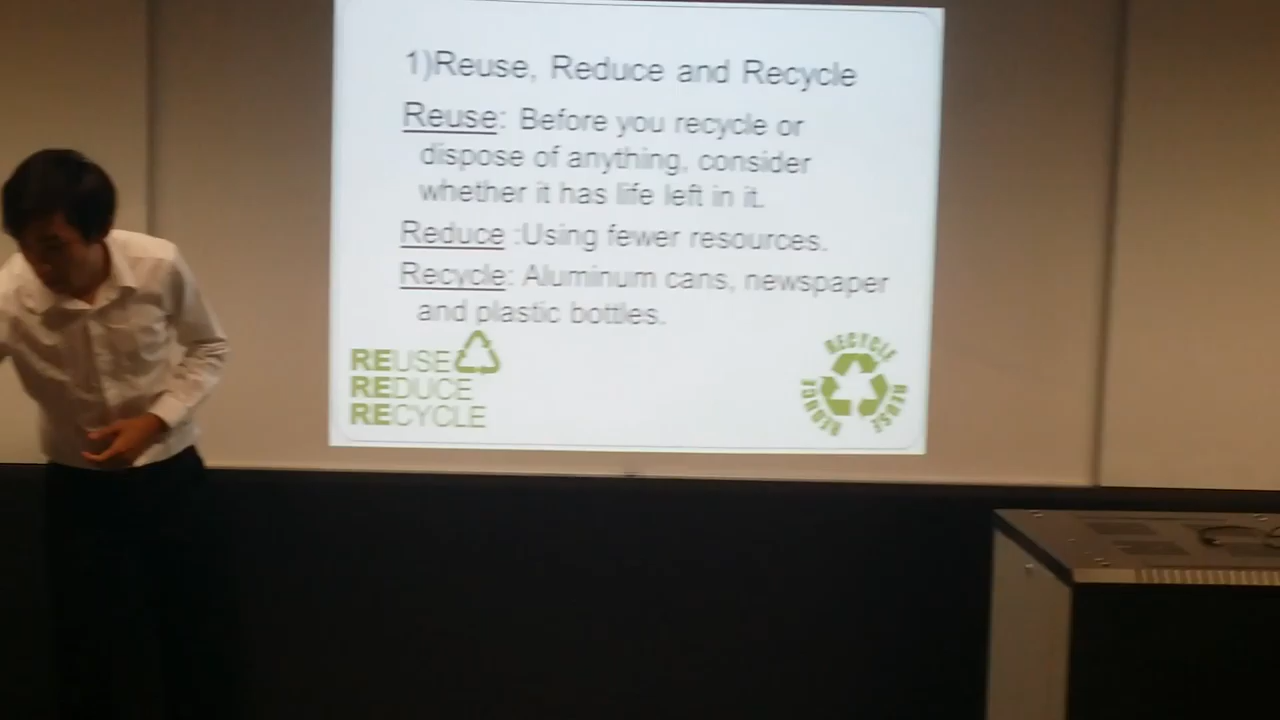 1)Reuse, Reduce and Recycle
Reuse: Before you recycle or
dispose of anything, consider
whether it has life left in it.
Reduce :Using fewer resources.
Recycle: Aluminum cans, newspaper
and plastic bottles.
REUSE
REDUCE
RECYCLE
RECYCLE
REUSE
REDUCE